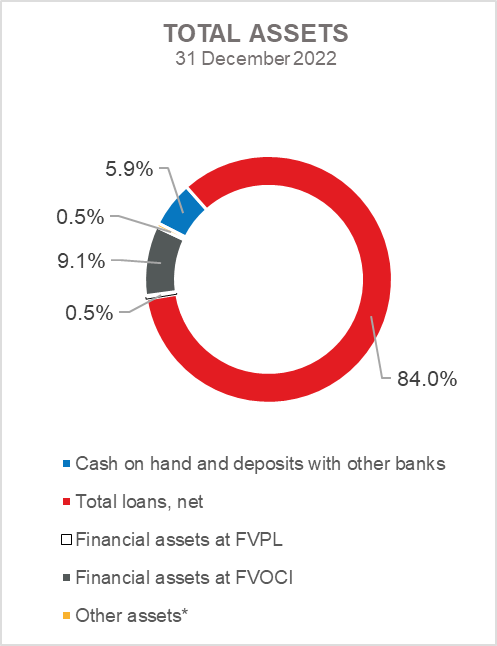 TOTAL ASSETS
31 December 2022
5.9%
0.5%
9.1%
0.5%
84.0%
Cash on hand and deposits with other banks
Total loans, net
Financial assets at FVPL
Financial assets at FVOCI
Other assets*